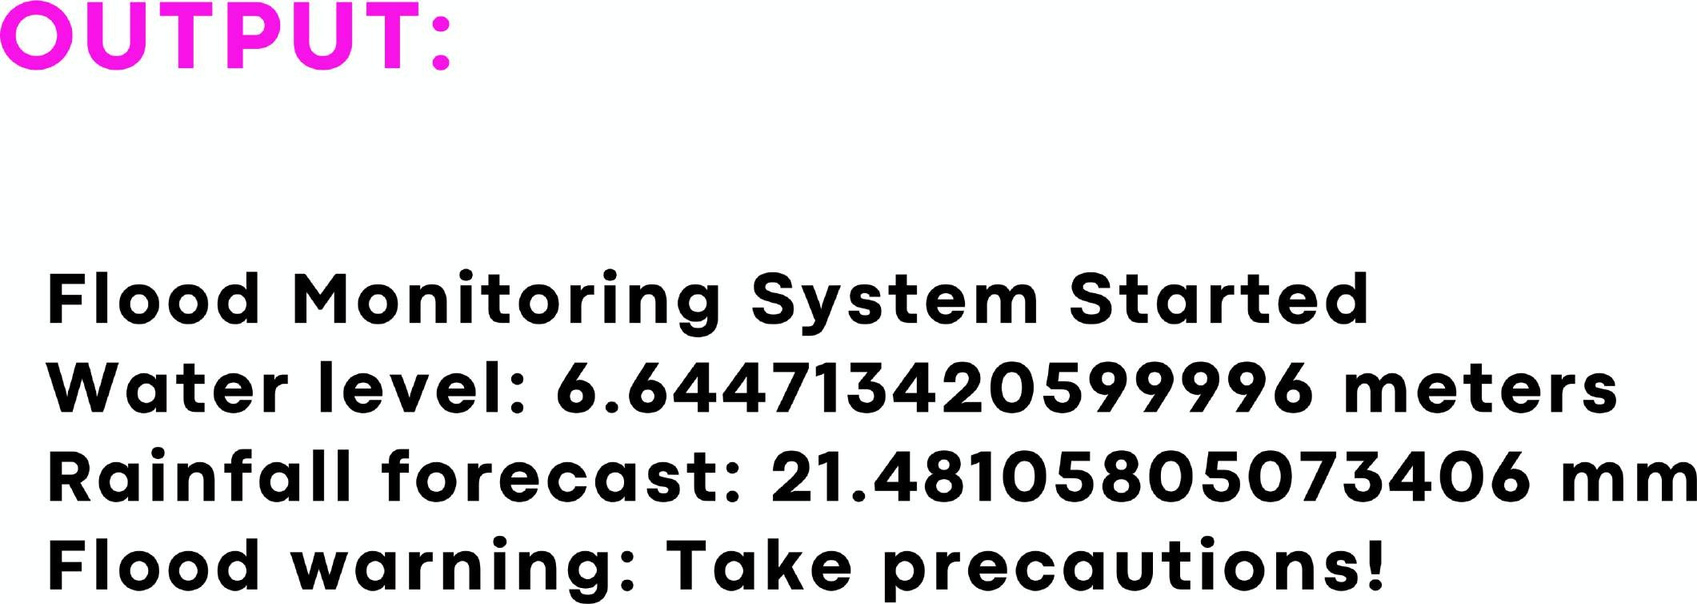 OUTPUT:
Flood Monitoring System Started
Water level: 6.644713420599996 meters
Rainfall forecast: 21.48105805073406 mm
Flood warning: Take precautions!